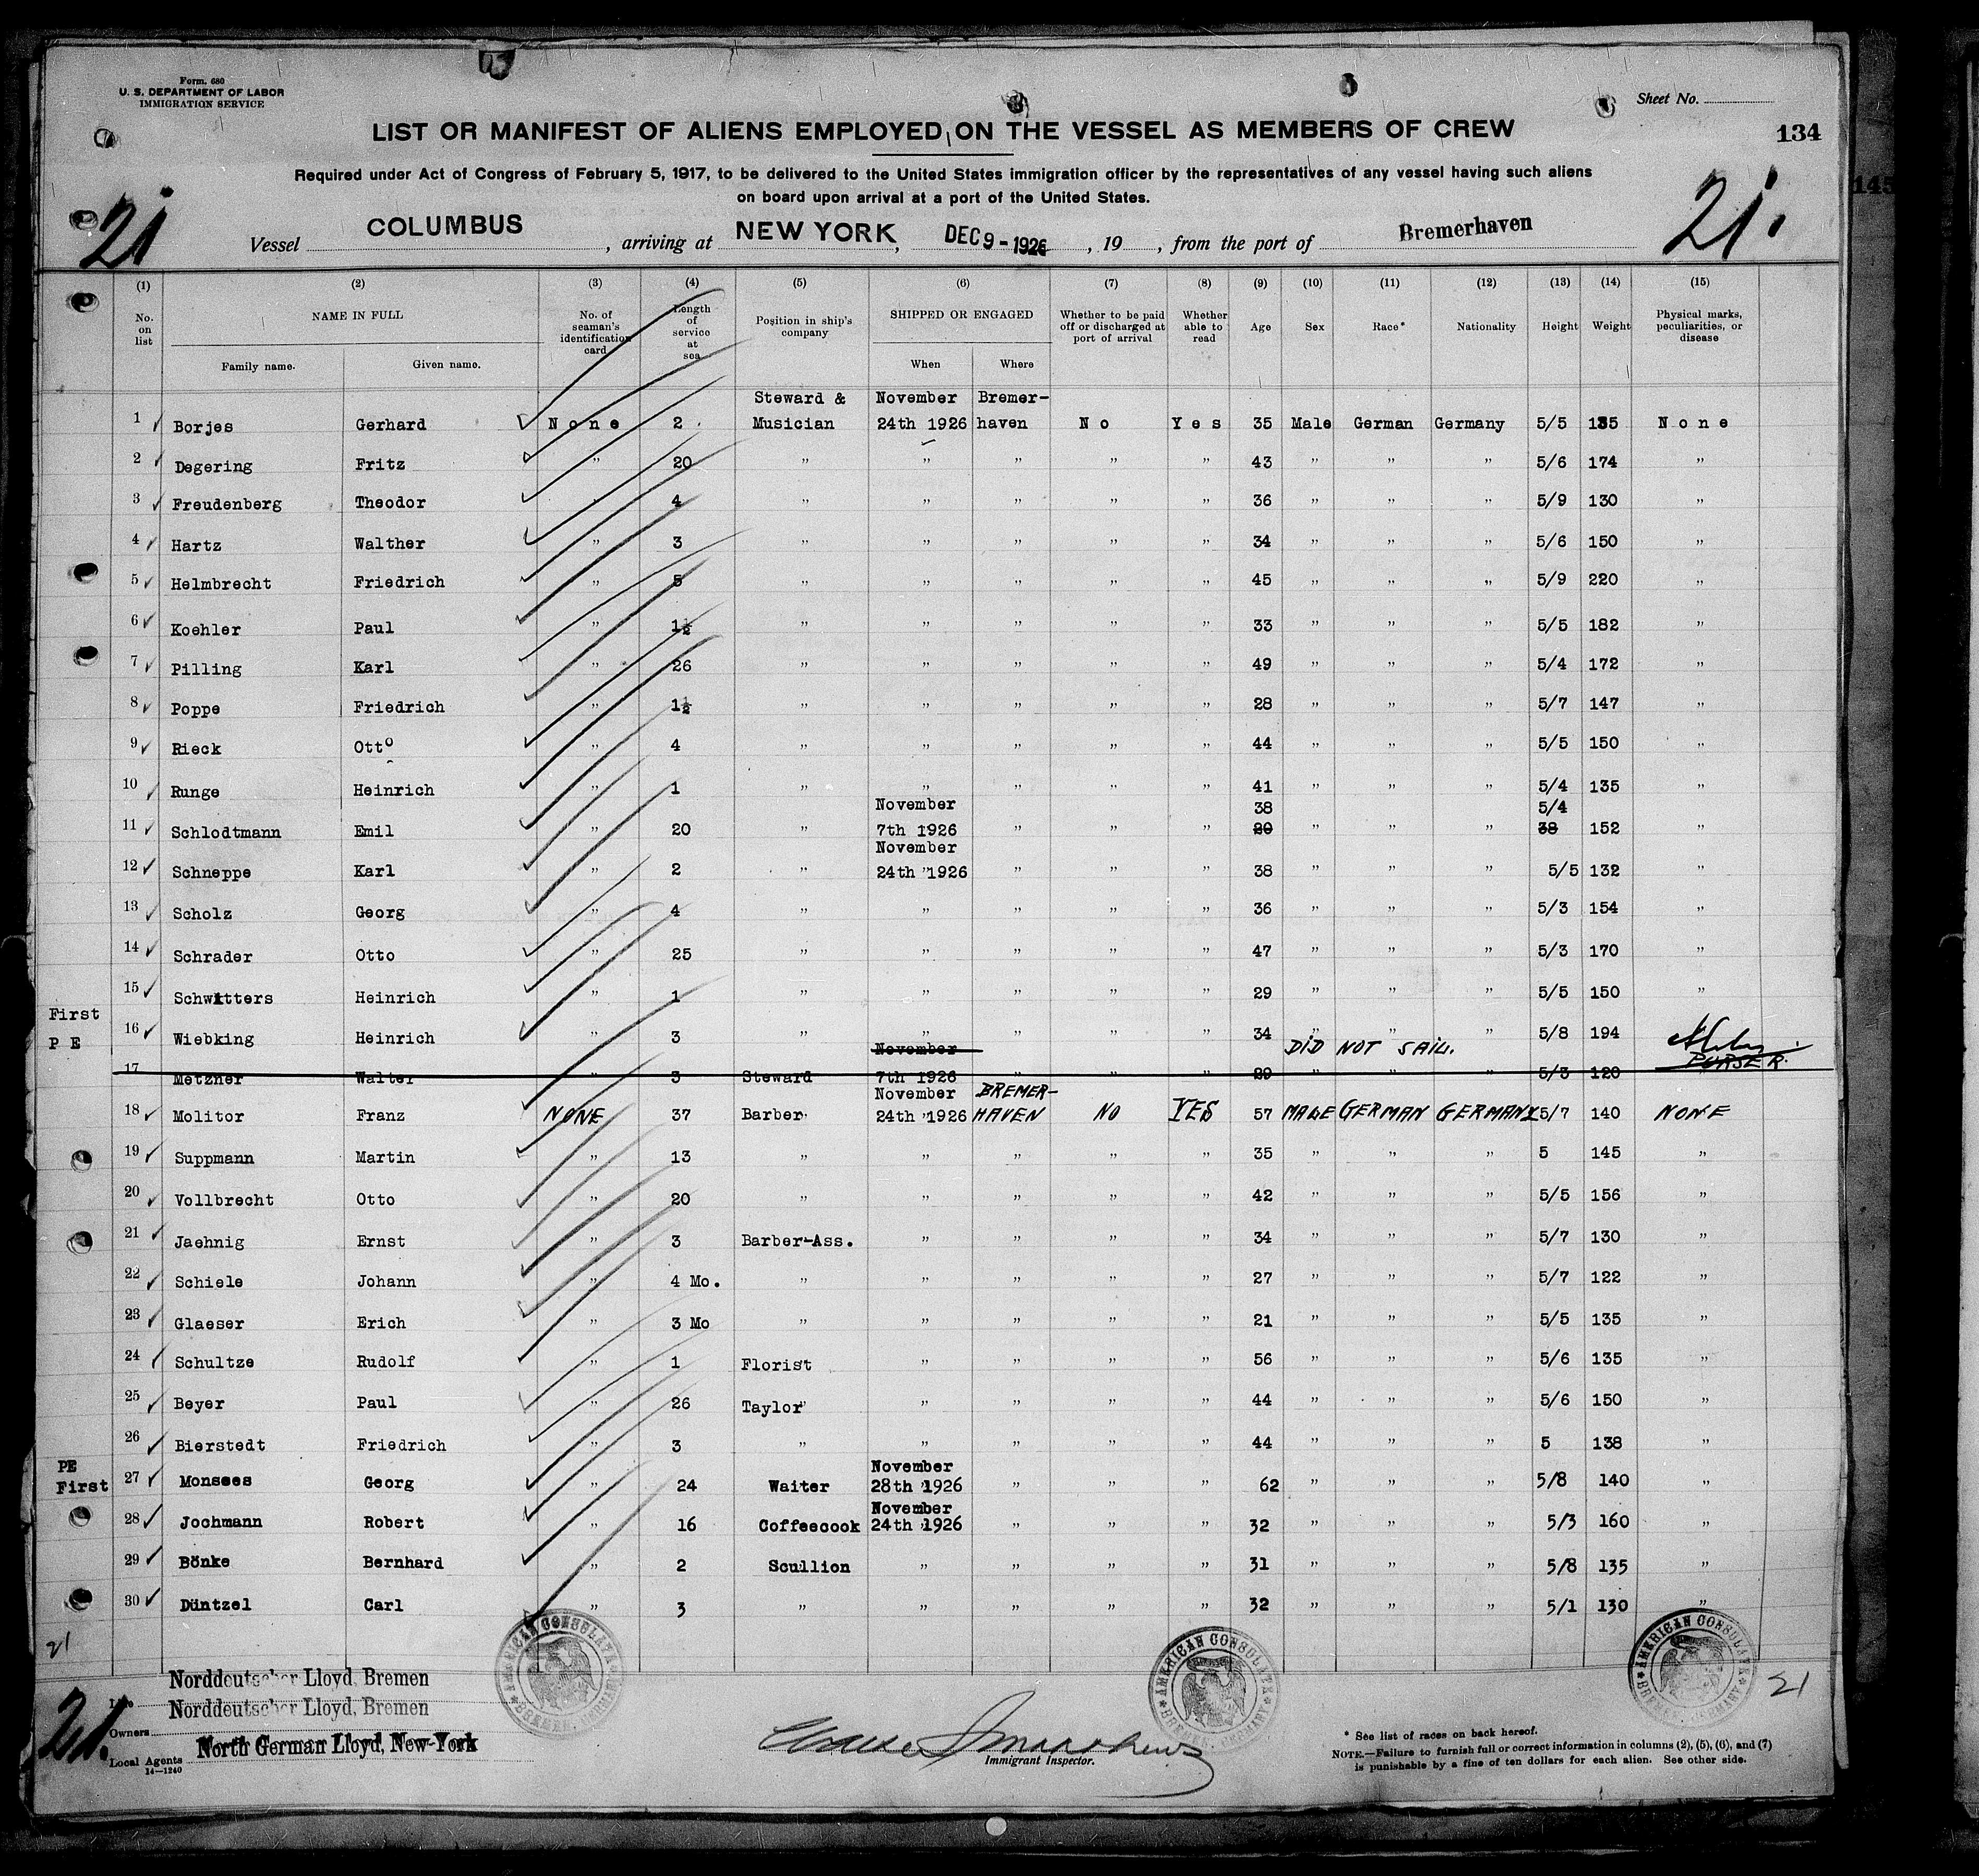 Form. 680
U. S. DEPARTMENT OF LABOR
IMMIGRATION SERVICE
Sheet No.
LIST OR MANIFEST OF ALIENS EMPLOYED ON THE VESSEL AS MEMBERS OF CREW
134
145
Required under Act of Congress of February 5, 1917, to be delivered to the United States immigration officer by the representatives of any vessel having such aliens
on board upon arrival at a port of the United States.
21 21.
Vessel COLUMBUS, arriving at NEW YORK, DEC 9 - 1926, 19, from the port of Bremerhaven
(1) (2) (3) (4) (5) (6) (7) (8) (9) (10) (11) (12) (13) (14) (15)
No. on list NAME IN FULL No. of seaman's identification card Length of service at sea Position in ship's company SHIPPED OR ENGAGED Whether to be paid off or discharged at port of arrival Whether able to read Age Sex Race* Nationality Height Weight Physical marks, peculiarities, or disease
Family name. Given name. When Where
Steward & November Bremer-
1 Borjes Gerhard None 2 Musician 24th 1926 haven No Yes 35 Male German Germany 5/5 135 None
2 Degering Fritz " 20 " " " " " 43 " " " 5/6 174 "
3 Freudenberg Theodor " 4 " " " " " 36 " " " 5/9 130 "
4 Hartz Walther " 3 " " " " " 34 " " " 5/6 150 "
5 Helmbrecht Friedrich " 5 " " " " " 45 " " " 5/9 220 "
6 Koehler Paul " 1½ " " " " " 33 " " " 5/5 182 "
7 Pilling Karl " 26 " " " " " 49 " " " 5/4 172 "
8 Poppe Friedrich " 1½ " " " " " 28 " " " 5/7 147 "
9 Rieck Otto " 4 " " " " " 44 " " " 5/5 150 "
10 Runge Heinrich " 1 " " " " " 41 " " " 5/4 135 "
November 38 5/4
11 Schlodtmann Emil " 20 " 7th 1926 " " " 20 " " " 38 152 "
November
12 Schneppe Karl " 2 " 24th 1926 " " " 38 " " " 5/5 132 "
13 Scholz Georg " 4 " " " " " 36 " " " 5/3 154 "
14 Schrader Otto " 25 " " " " " 47 " " " 5/3 170 "
15 Schwitters Heinrich " 1 " " " " " 29 " " " 5/5 150 "
First
P E 16 Wiebking Heinrich " 3 " " " " " 34 " " " 5/8 194
November DID NOT SAIL. PURSER.
17 Metzner Walter " 3 Steward 7th 1926 " " " 29 " " " 5/3 120
November BREMER-
18 Molitor Franz NONE 37 Barber 24th 1926 HAVEN NO YES 57 MALE GERMAN GERMANY 5/7 140 NONE
19 Suppmann Martin " 13 " " " " " 35 " " " 5 145 "
20 Vollbrecht Otto " 20 " " " " " 42 " " " 5/5 156 "
21 Jaehnig Ernst " 3 Barber-Ass. " " " " 34 " " " 5/7 130 "
22 Schiele Johann " 4 Mo. " " " " " 27 " " " 5/7 122 "
23 Glaeser Erich " 3 Mo " " " " " 21 " " " 5/5 135 "
24 Schultze Rudolf " 1 Florist " " " " 56 " " " 5/6 135 "
25 Beyer Paul " 26 Taylor " " " " 44 " " " 5/6 150 "
26 Bierstedt Friedrich " 3 " " " " " 44 " " " 5 138 "
PE November
First 27 Monsees Georg " 24 Waiter 28th 1926 " " " 62 " " " 5/8 140 "
November
28 Jochmann Robert " 16 Coffeecook 24th 1926 " " " 32 " " " 5/3 160 "
29 Bönke Bernhard " 2 Scullion " " " " 31 " " " 5/8 135 "
30 Düntzel Carl " 3 " " " " " 32 " " " 5/1 130 "
21
AMERICAN CONSULATE BREMEN, GERMANY
AMERICAN CONSULATE BREMEN, GERMANY
AMERICAN CONSULATE BREMEN, GERMANY
21
Norddeutscher Lloyd, Bremen
Norddeutscher Lloyd, Bremen
21.
Owners
Local Agents North German Lloyd, New-York
14—1240
Immigrant Inspector.
* See list of races on back hereof.
NOTE.—Failure to furnish full or correct information in columns (2), (5), (6), and (7)
is punishable by a fine of ten dollars for each alien. See other side.